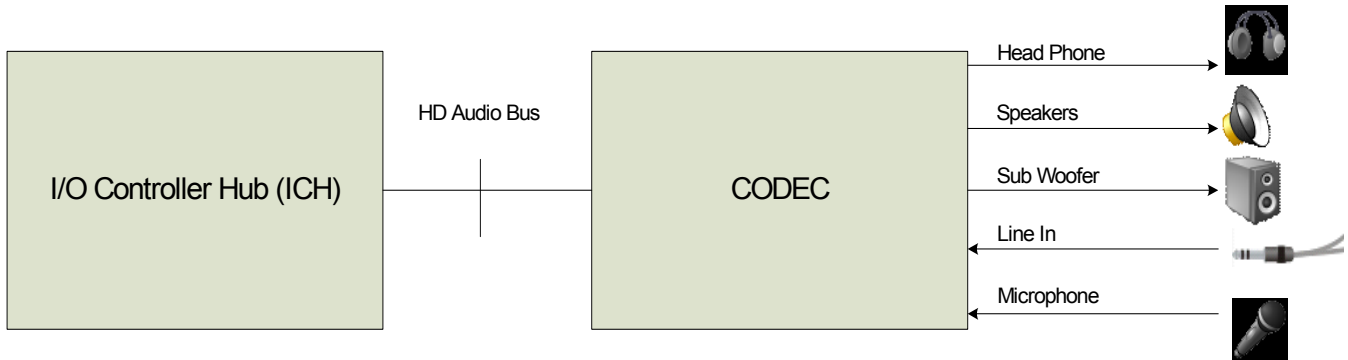 Head Phone
HD Audio Bus
Speakers
I/O Controller Hub (ICH)
CODEC
Sub Woofer
Line In
Microphone